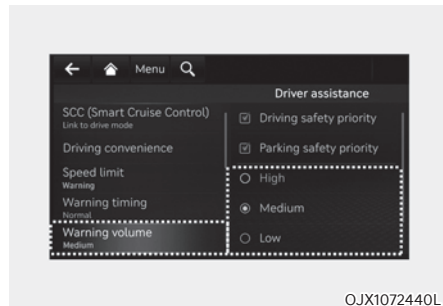 Menu
Driver assistance
SCC (Smart Cruise Control)
Link to drive mode
Driving convenience
Speed limit
Warning
Warning timing
Normal
Warning volume
Medium
Driving safety priority
Parking safety priority
High
Medium
Low
OJX1072440L